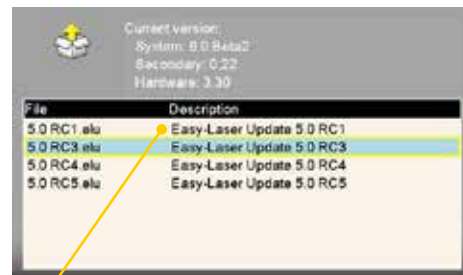 Current version:
System: 6.0 Beta2
Secondary: 0.22
Hardware: 3.30
File Description
5.0 RC1.elu Easy-Laser Update 5.0 RC1
5.0 RC3.elu Easy-Laser Update 5.0 RC3
5.0 RC4.elu Easy-Laser Update 5.0 RC4
5.0 RC5.elu Easy-Laser Update 5.0 RC5